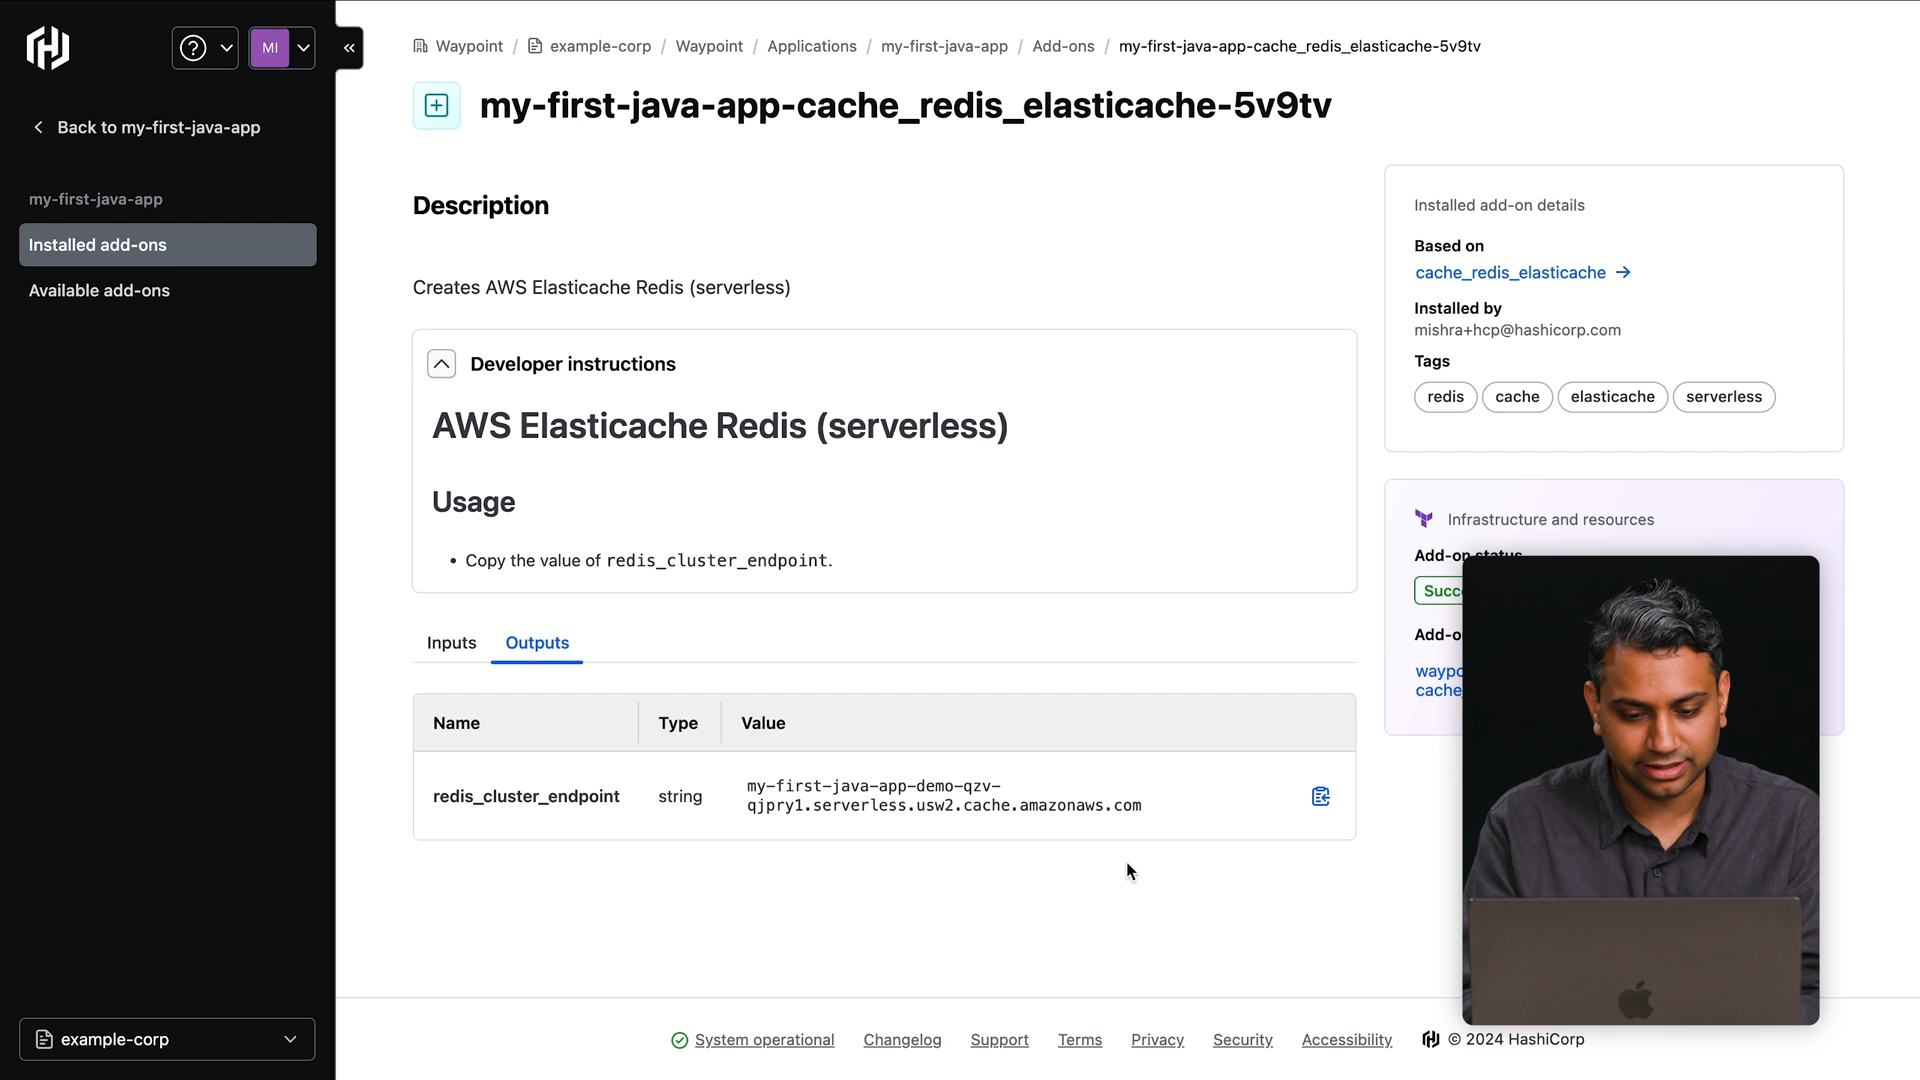 MI
«
Back to my-first-java-app
my-first-java-app
Installed add-ons
Available add-ons
example-corp
Waypoint / example-corp / Waypoint / Applications / my-first-java-app / Add-ons / my-first-java-app-cache_redis_elasticache-5v9tv
my-first-java-app-cache_redis_elasticache-5v9tv
Description
Creates AWS Elasticache Redis (serverless)
Developer instructions
AWS Elasticache Redis (serverless)
Usage
• Copy the value of redis_cluster_endpoint.
Inputs Outputs
Name Type Value
redis_cluster_endpoint string my-first-java-app-demo-qzv-
qjpry1.serverless.usw2.cache.amazonaws.com
Installed add-on details
Based on
cache_redis_elasticache →
Installed by
mishra+hcp@hashicorp.com
Tags
redis cache elasticache serverless
Infrastructure and resources
Add-on status
System operational Changelog Support Terms Privacy Security Accessibility © 2024 HashiCorp